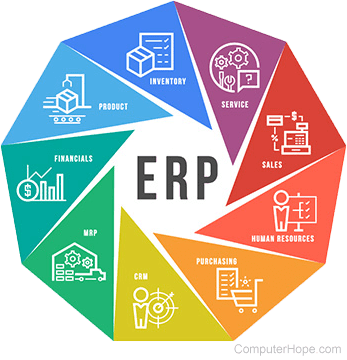 INVENTORY
SERVICE
PRODUCT
SALES
FINANCIALS
ERP
HUMAN RESOURCES
MRP
PURCHASING
CRM
ComputerHope.com